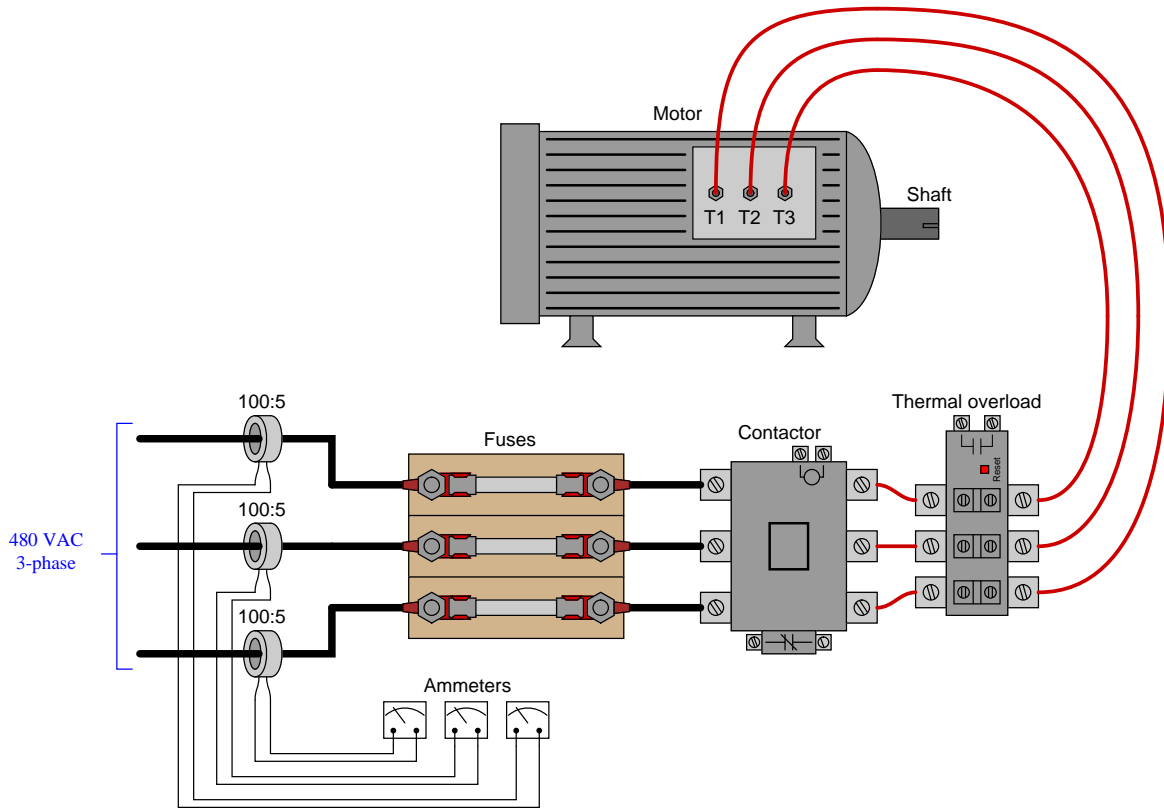 Motor
Shaft
T1 T2 T3
100:5
Fuses
Contactor
Thermal overload
Reset
100:5
480 VAC
3-phase
100:5
Ammeters